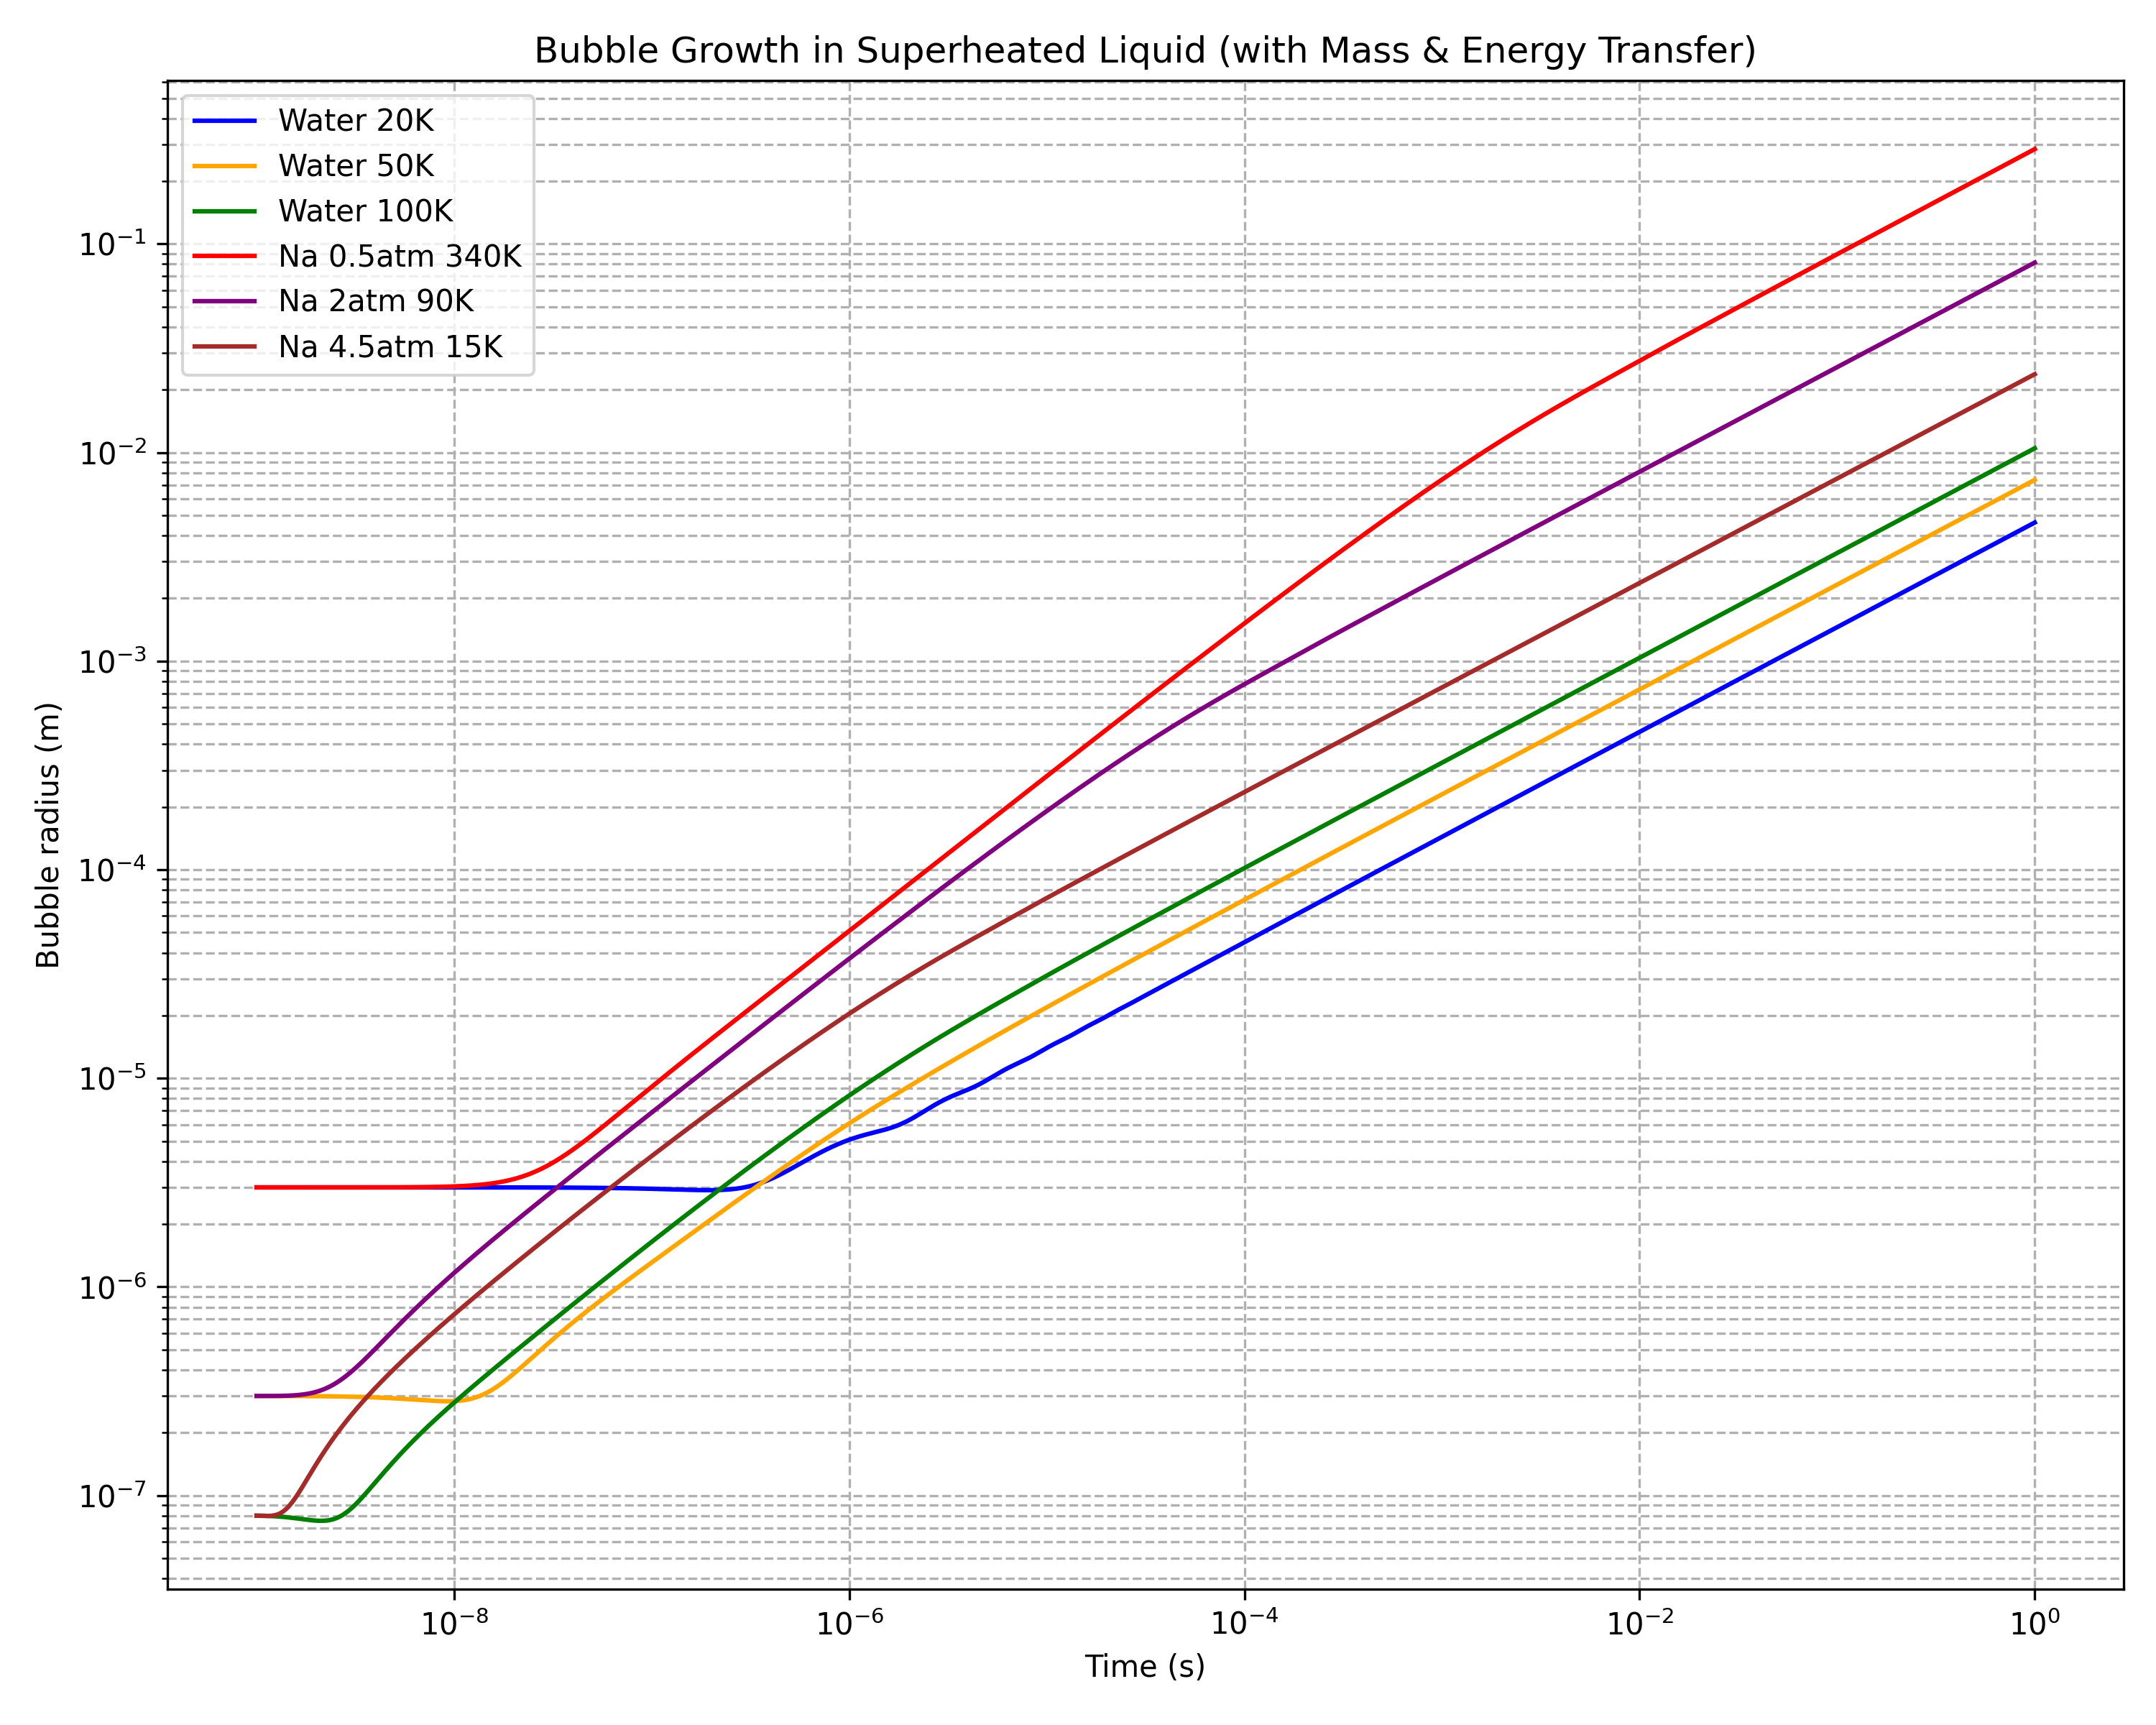 Bubble Growth in Superheated Liquid (with Mass & Energy Transfer)
Water 20K
Water 50K
Water 100K
Na 0.5atm 340K
Na 2atm 90K
Na 4.5atm 15K
Bubble radius (m)
10⁻¹
10⁻²
10⁻³
10⁻⁴
10⁻⁵
10⁻⁶
10⁻⁷
10⁻⁸ 10⁻⁶ 10⁻⁴ 10⁻² 10⁰
Time (s)